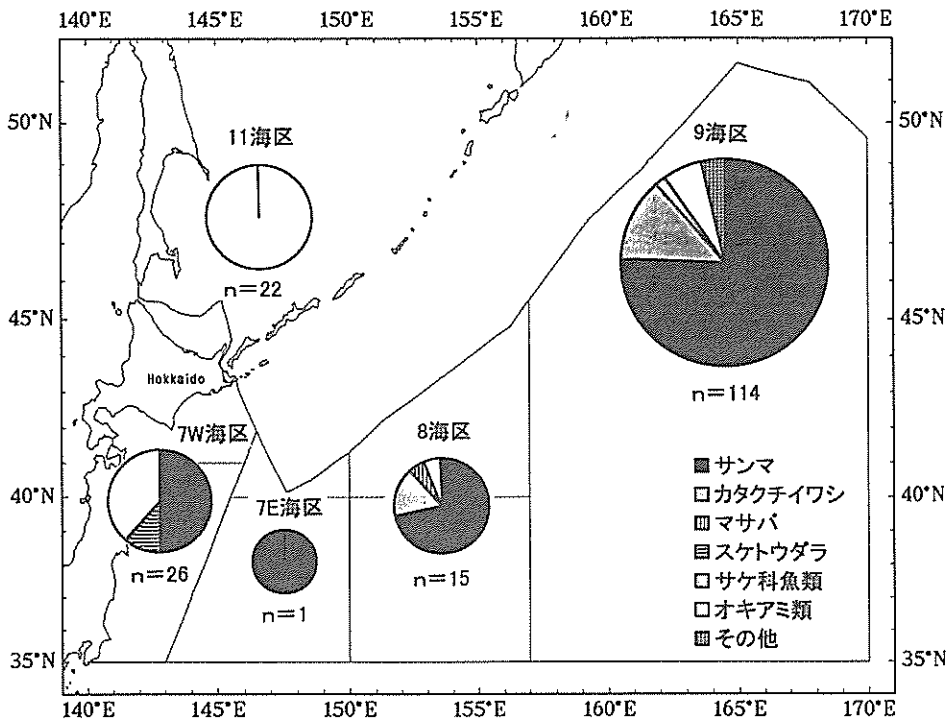 140°E 145°E 150°E 155°E 160°E 165°E 170°E
50°N
45°N
40°N
35°N
11海区
n=22
9海区
n=114
Hokkaido
7W海区
n=26
7E海区
n=1
8海区
n=15
サンマ
カタクチイワシ
マサバ
スケトウダラ
サケ科魚類
オキアミ類
その他
50°N
45°N
40°N
35°N
140°E 145°E 150°E 155°E 160°E 165°E 170°E